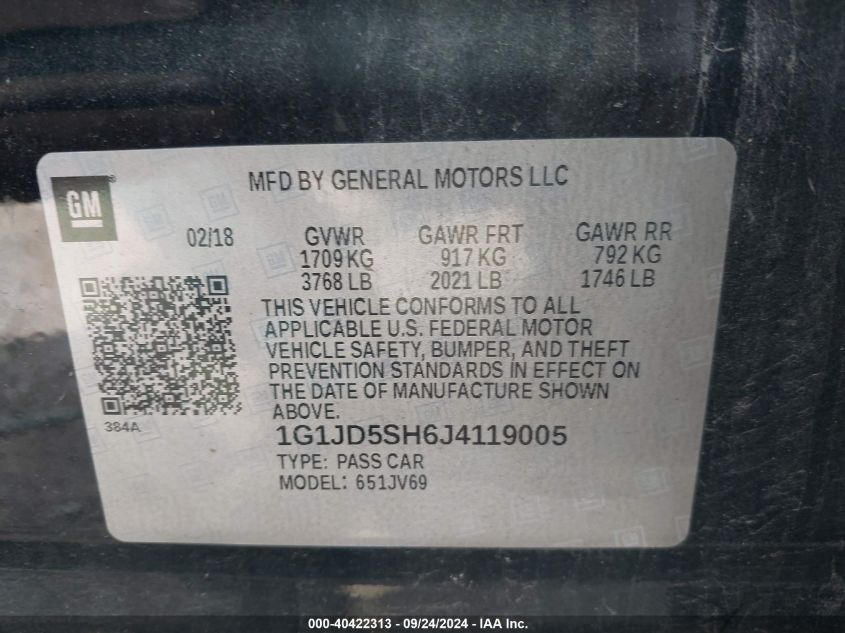 MFD BY GENERAL MOTORS LLC
GM
02/18 GVWR GAWR FRT GAWR RR
1709 KG 917 KG 792 KG
3768 LB 2021 LB 1746 LB
THIS VEHICLE CONFORMS TO ALL
APPLICABLE U.S. FEDERAL MOTOR
VEHICLE SAFETY, BUMPER, AND THEFT
PREVENTION STANDARDS IN EFFECT ON
THE DATE OF MANUFACTURE SHOWN
ABOVE.
384A
1G1JD5SH6J4119005
TYPE: PASS CAR
MODEL: 651JV69
000-40422313 - 09/24/2024 - IAA Inc.